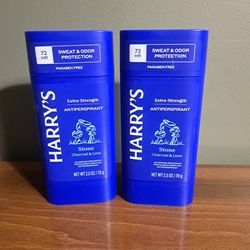 72
HR
SWEAT & ODOR
PROTECTION
PARABEN FREE
HARRY'S
Extra-Strength
ANTIPERSPIRANT
Stone
Charcoal & Lime
NET WT 2.5 OZ / 70 g
72
HR
SWEAT & ODOR
PROTECTION
PARABEN FREE
HARRY'S
Extra-Strength
ANTIPERSPIRANT
Stone
Charcoal & Lime
NET WT 2.5 OZ / 70 g